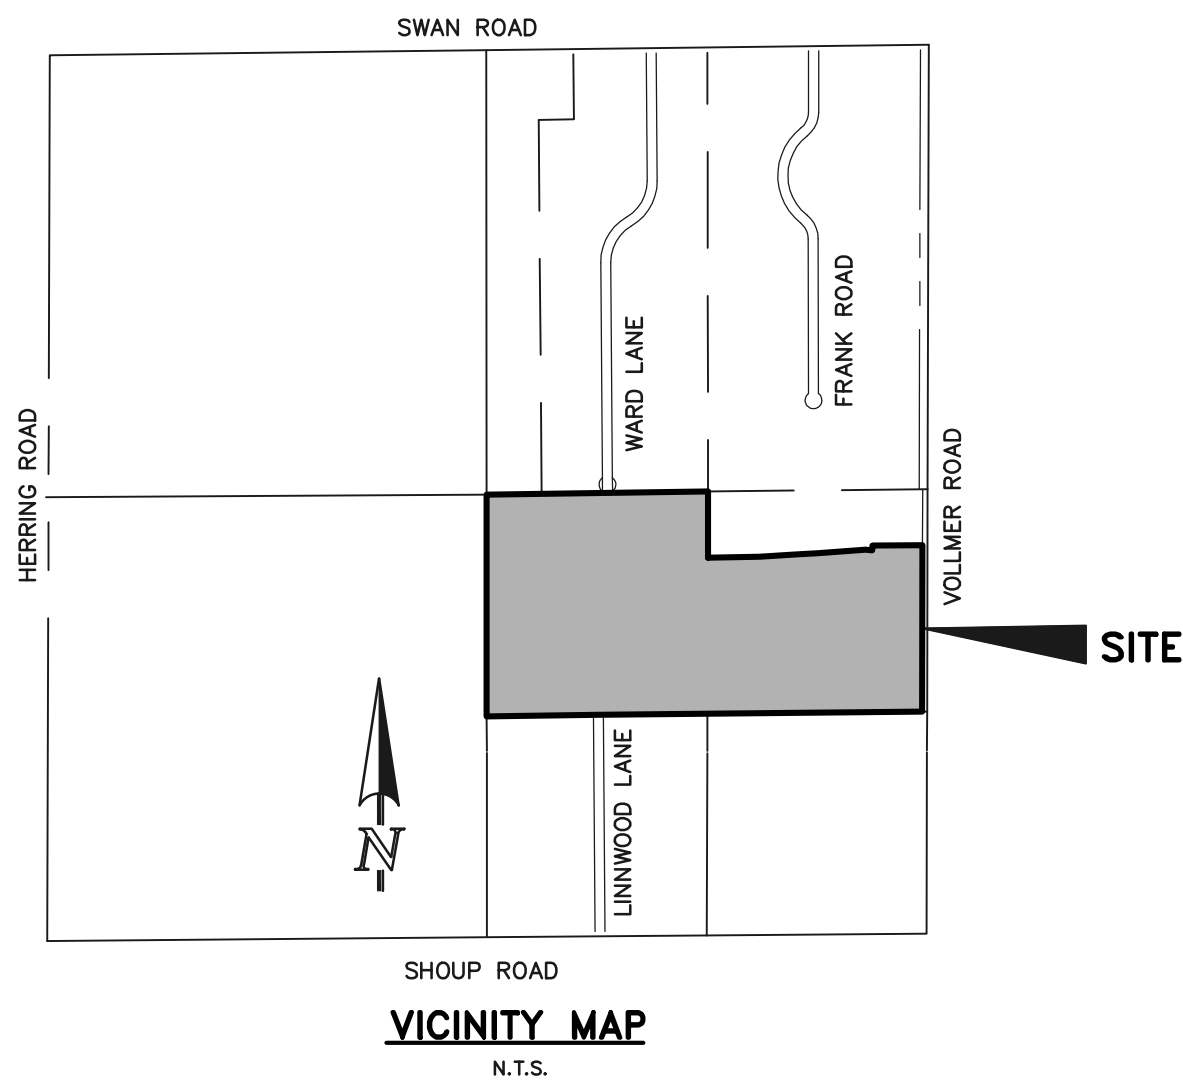 SWAN ROAD
FRANK ROAD
WARD LANE
HERRING ROAD
VOLLMER ROAD
SITE
LINNWOOD LANE
N
SHOUP ROAD
VICINITY MAP
N.T.S.